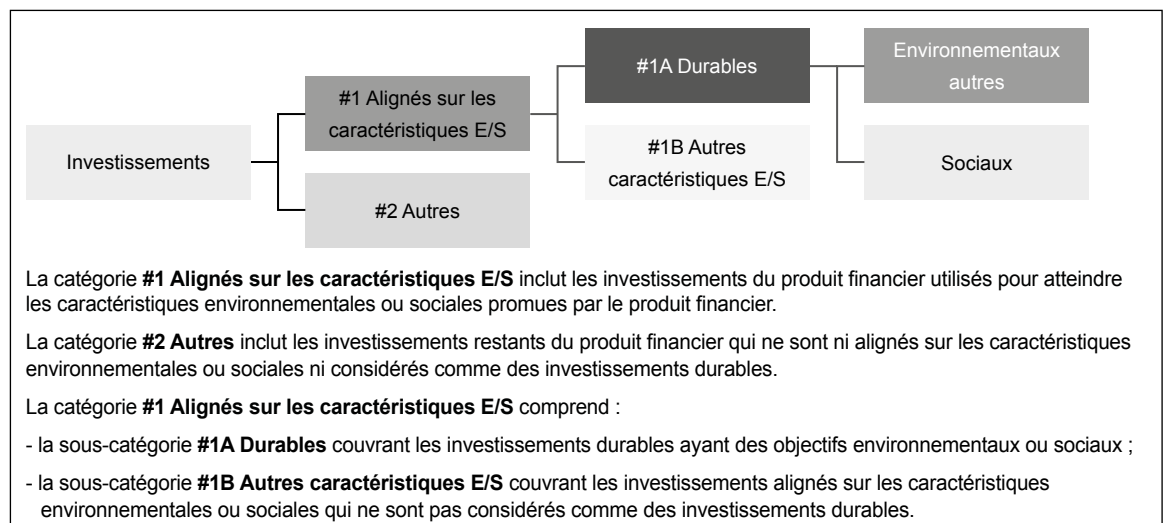 Investissements
#1 Alignés sur les
caractéristiques E/S
#2 Autres
#1A Durables
#1B Autres
caractéristiques E/S
Environnementaux
autres
Sociaux
La catégorie #1 Alignés sur les caractéristiques E/S inclut les investissements du produit financier utilisés pour atteindre
les caractéristiques environnementales ou sociales promues par le produit financier.
La catégorie #2 Autres inclut les investissements restants du produit financier qui ne sont ni alignés sur les caractéristiques
environnementales ou sociales ni considérés comme des investissements durables.
La catégorie #1 Alignés sur les caractéristiques E/S comprend :
- la sous-catégorie #1A Durables couvrant les investissements durables ayant des objectifs environnementaux ou sociaux ;
- la sous-catégorie #1B Autres caractéristiques E/S couvrant les investissements alignés sur les caractéristiques
environnementales ou sociales qui ne sont pas considérés comme des investissements durables.